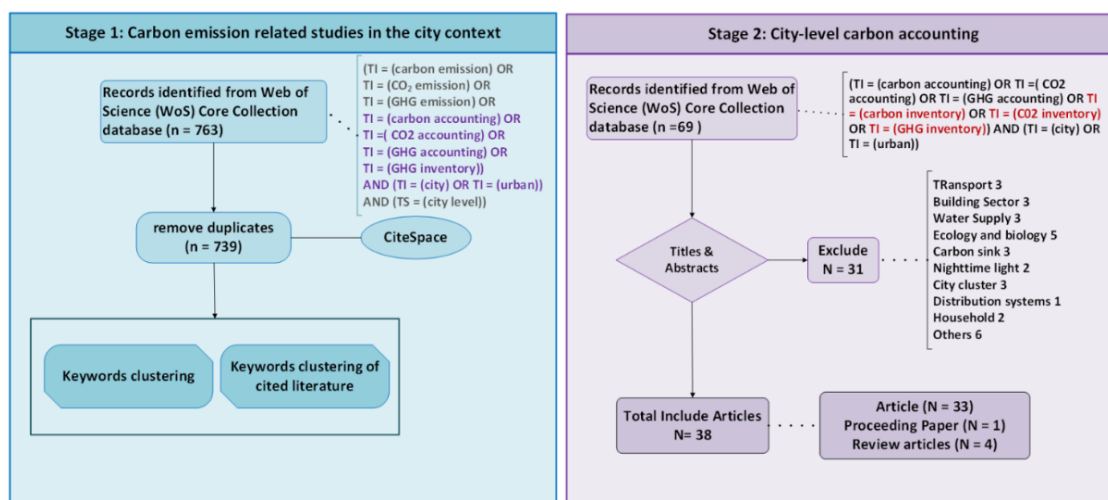 Stage 1: Carbon emission related studies in the city context
Records identified from Web of
Science (WoS) Core Collection
database (n = 763)
(TI = (carbon emission) OR
TI = (CO₂ emission) OR
TI = (GHG emission) OR
TI = (carbon accounting) OR
TI =( CO2 accounting) OR
TI = (GHG accounting) OR
TI = (GHG inventory))
AND (TI = (city) OR TI = (urban))
AND (TS = (city level))
remove duplicates
(n = 739)
CiteSpace
Keywords clustering
Keywords clustering of
cited literature
Stage 2: City-level carbon accounting
Records identified from Web of
Science (WoS) Core Collection
database (n =69 )
(TI = (carbon accounting) OR TI =( CO2
accounting) OR TI = (GHG accounting) OR TI
= (carbon inventory) OR TI = (C02 inventory)
OR TI = (GHG inventory)) AND (TI = (city) OR
TI = (urban))
Titles &
Abstracts
Exclude
N = 31
TRansport 3
Building Sector 3
Water Supply 3
Ecology and biology 5
Carbon sink 3
Nighttime light 2
City cluster 3
Distribution systems 1
Household 2
Others 6
Total Include Articles
N= 38
Article (N = 33)
Proceeding Paper (N = 1)
Review articles (N = 4)